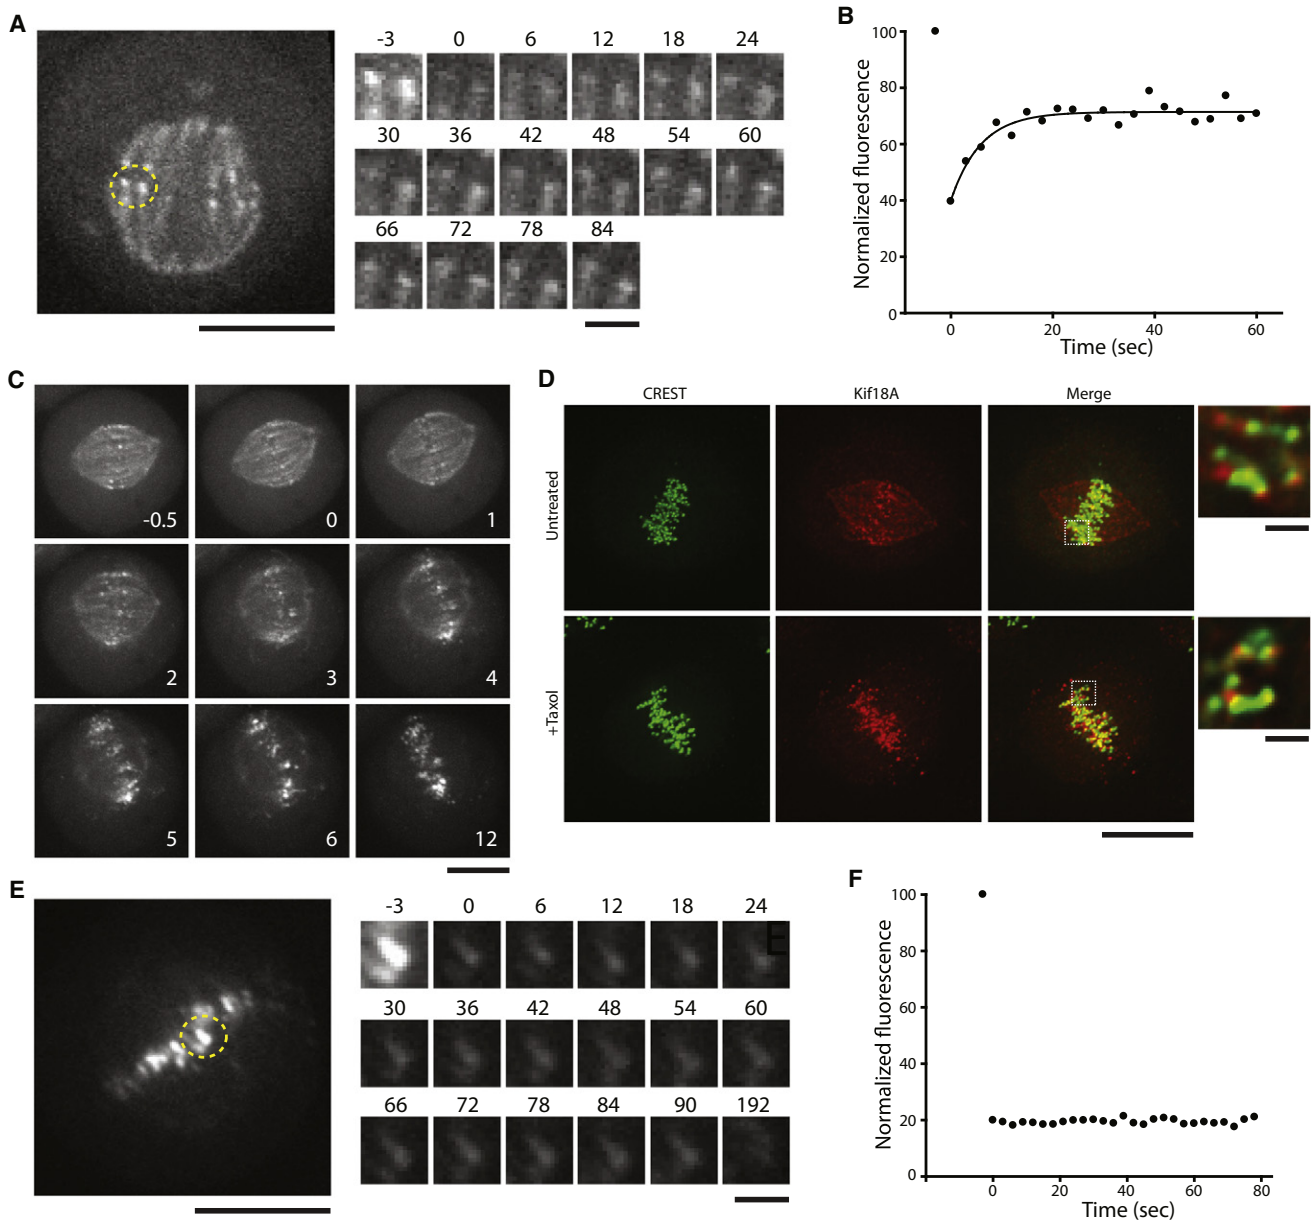 A
-3 0 6 12 18 24
30 36 42 48 54 60
66 72 78 84
B
Normalized fluorescence
100
80
60
40
20
0
0 20 40 60
Time (sec)
C
-0.5 0 1
2 3 4
5 6 12
D
CREST Kif18A Merge
Untreated
+Taxol
E
-3 0 6 12 18 24
E
30 36 42 48 54 60
66 72 78 84 90 192
F
Normalized fluorescence
100
80
60
40
20
0
0 20 40 60 80
Time (sec)